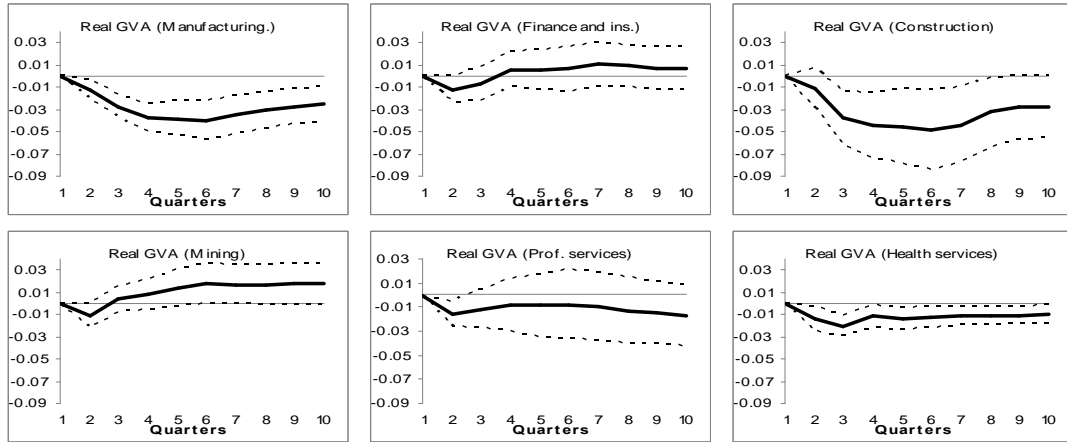 Real GVA (Manufacturing.)
0.03
0.01
-0.01
-0.03
-0.05
-0.07
-0.09
1 2 3 4 5 6 7 8 9 10
Quarters
Real GVA (Finance and ins.)
0.03
0.01
-0.01
-0.03
-0.05
-0.07
-0.09
1 2 3 4 5 6 7 8 9 10
Quarters
Real GVA (Construction)
0.03
0.01
-0.01
-0.03
-0.05
-0.07
-0.09
1 2 3 4 5 6 7 8 9 10
Quarters
Real GVA (Mining)
0.03
0.01
-0.01
-0.03
-0.05
-0.07
-0.09
1 2 3 4 5 6 7 8 9 10
Quarters
Real GVA (Prof. services)
0.03
0.01
-0.01
-0.03
-0.05
-0.07
-0.09
1 2 3 4 5 6 7 8 9 10
Quarters
Real GVA (Health services)
0.03
0.01
-0.01
-0.03
-0.05
-0.07
-0.09
1 2 3 4 5 6 7 8 9 10
Quarters